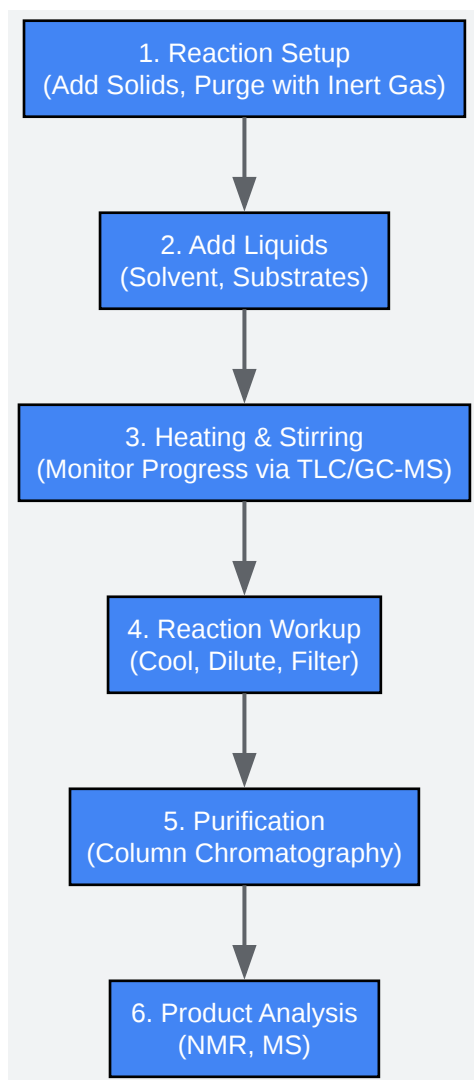 1. Reaction Setup
(Add Solids, Purge with Inert Gas)
2. Add Liquids
(Solvent, Substrates)
3. Heating & Stirring
(Monitor Progress via TLC/GC-MS)
4. Reaction Workup
(Cool, Dilute, Filter)
5. Purification
(Column Chromatography)
6. Product Analysis
(NMR, MS)